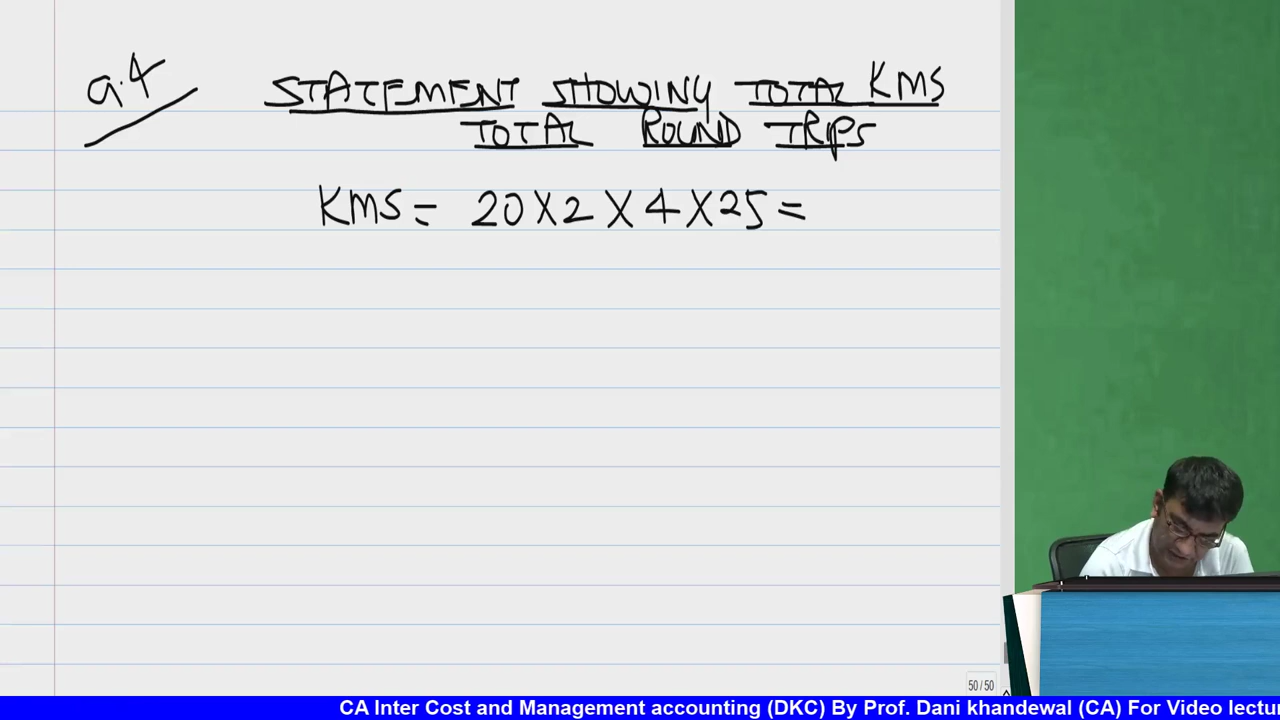 Q.4
STATEMENT SHOWING TOTAL KMS
TOTAL ROUND TRIPS
KMS = 20 X 2 X 4 X 25 =
50 / 50
CA Inter Cost and Management accounting (DKC) By Prof. Dani khandewal (CA) For Video lectu